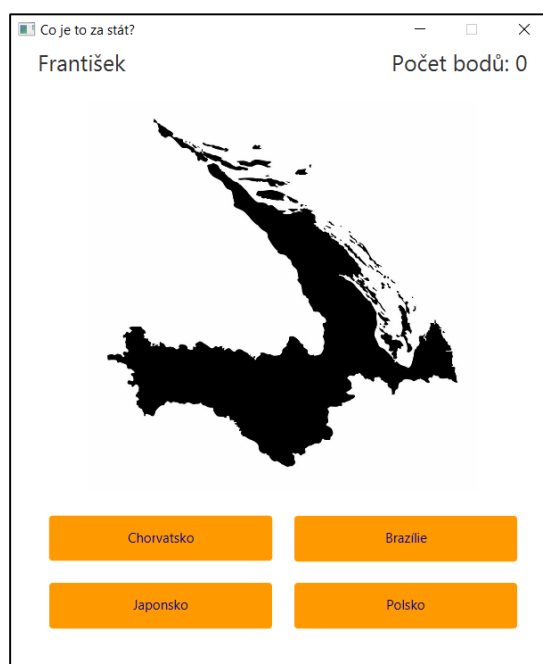 Co je to za stát?
František Počet bodů: 0
Chorvatsko Brazílie
Japonsko Polsko